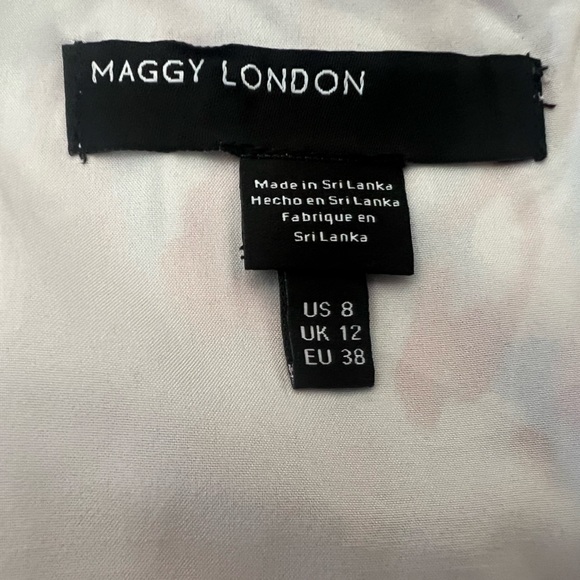 MAGGY LONDON
Made in Sri Lanka
Hecho en Sri Lanka
Fabrique en
Sri Lanka
US 8
UK 12
EU 38